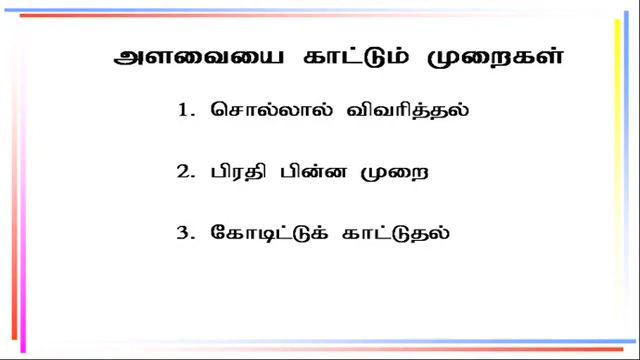 அளவையை காட்டும் முறைகள்
1. சொல்லால் விவரித்தல்
2. பிரதி பின்ன முறை
3. கோடிட்டுக் காட்டுதல்